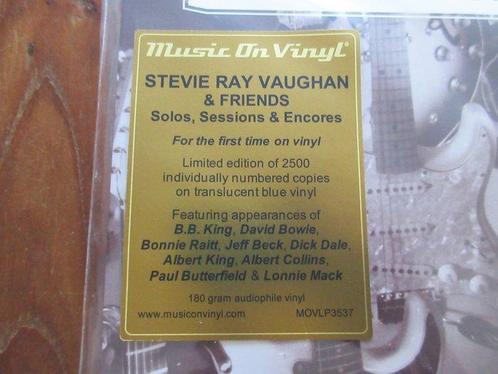 Music On Vinyl®
STEVIE RAY VAUGHAN
& FRIENDS
Solos, Sessions & Encores
For the first time on vinyl
Limited edition of 2500
individually numbered copies
on translucent blue vinyl
Featuring appearances of
B.B. King, David Bowie,
Bonnie Raitt, Jeff Beck, Dick Dale,
Albert King, Albert Collins,
Paul Butterfield & Lonnie Mack
180 gram audiophile vinyl
www.musiconvinyl.com MOVLP3537